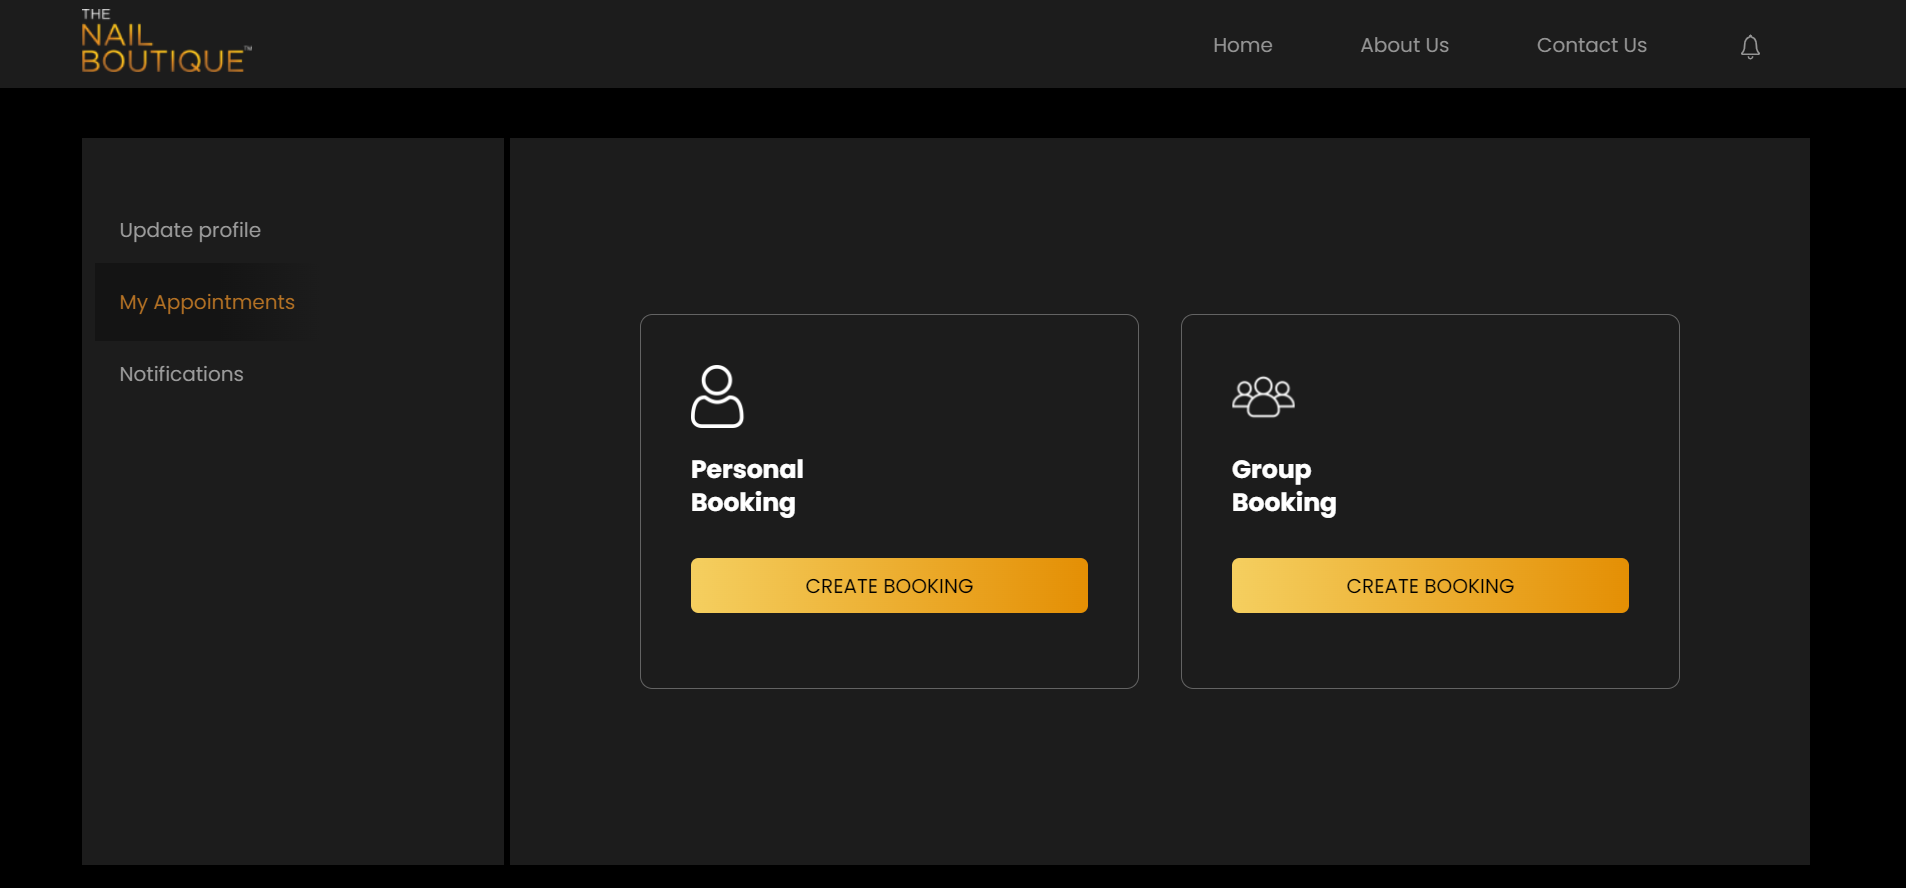 THE
NAIL
BOUTIQUE™
Home
About Us
Contact Us
Update profile
My Appointments
Notifications
Personal
Booking
CREATE BOOKING
Group
Booking
CREATE BOOKING